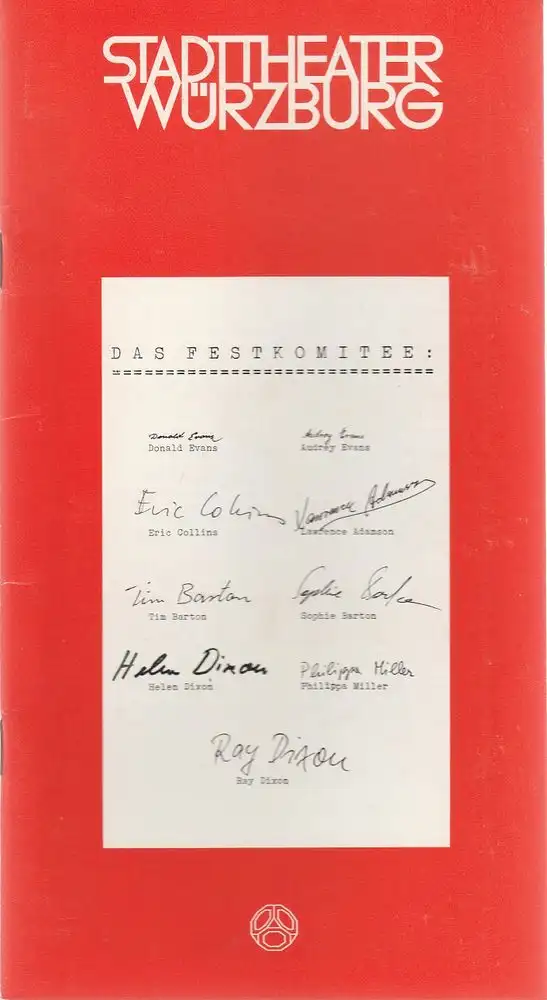 STADTTHEATER
WÜRZBURG
DAS FESTKOMITEE:
==============================
Donald Evans Audrey Evans
Donald Evans Audrey Evans
Eric Collins Lawrence Adamson
Eric Collins Lawrence Adamson
Tim Barton Sophie Barton
Tim Barton Sophie Barton
Helen Dixon Philippa Miller
Helen Dixon Philippa Miller
Ray Dixon
Ray Dixon